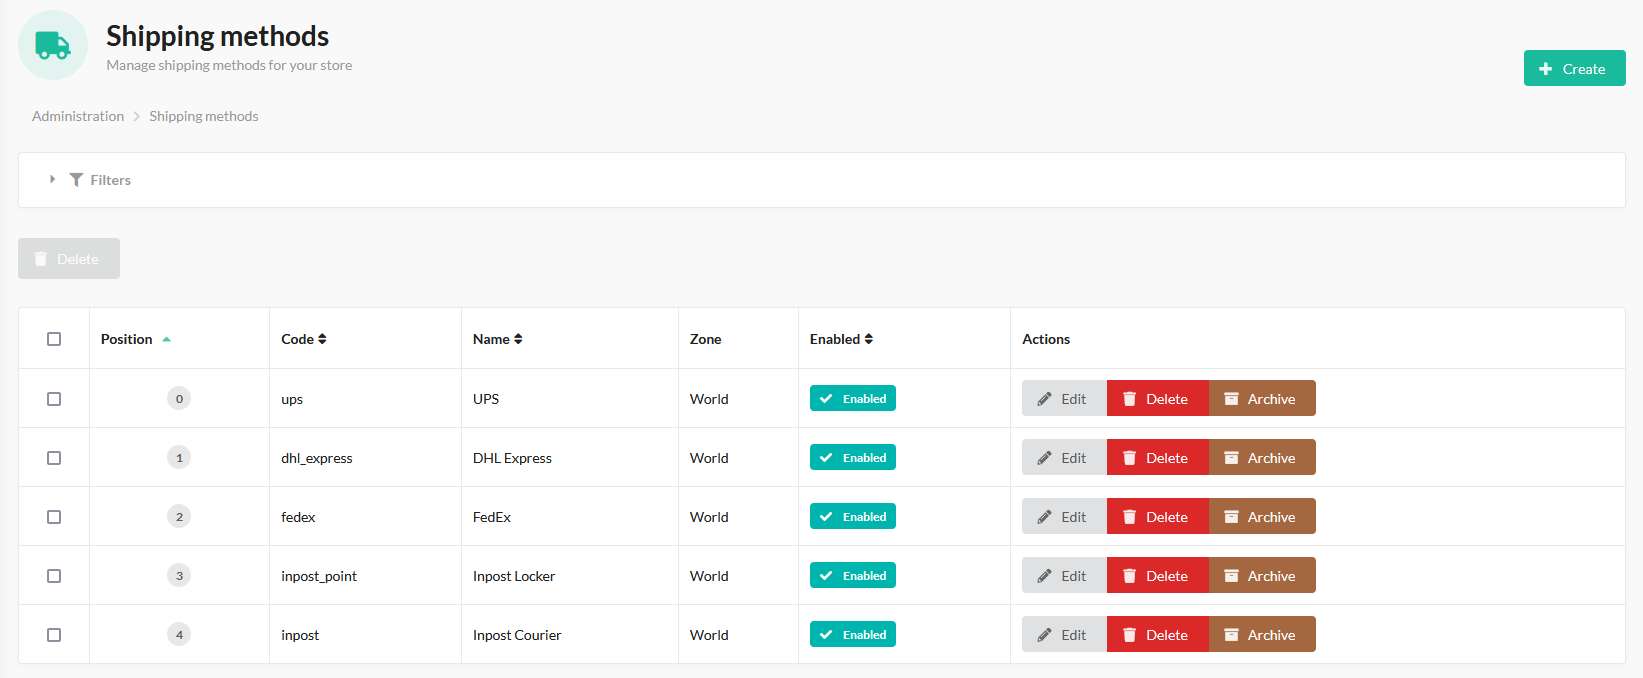 Shipping methods
Manage shipping methods for your store
Create
Administration > Shipping methods
Filters
Delete
Position Code Name Zone Enabled Actions
0 ups UPS World Enabled Edit Delete Archive
1 dhl_express DHL Express World Enabled Edit Delete Archive
2 fedex FedEx World Enabled Edit Delete Archive
3 inpost_point Inpost Locker World Enabled Edit Delete Archive
4 inpost Inpost Courier World Enabled Edit Delete Archive